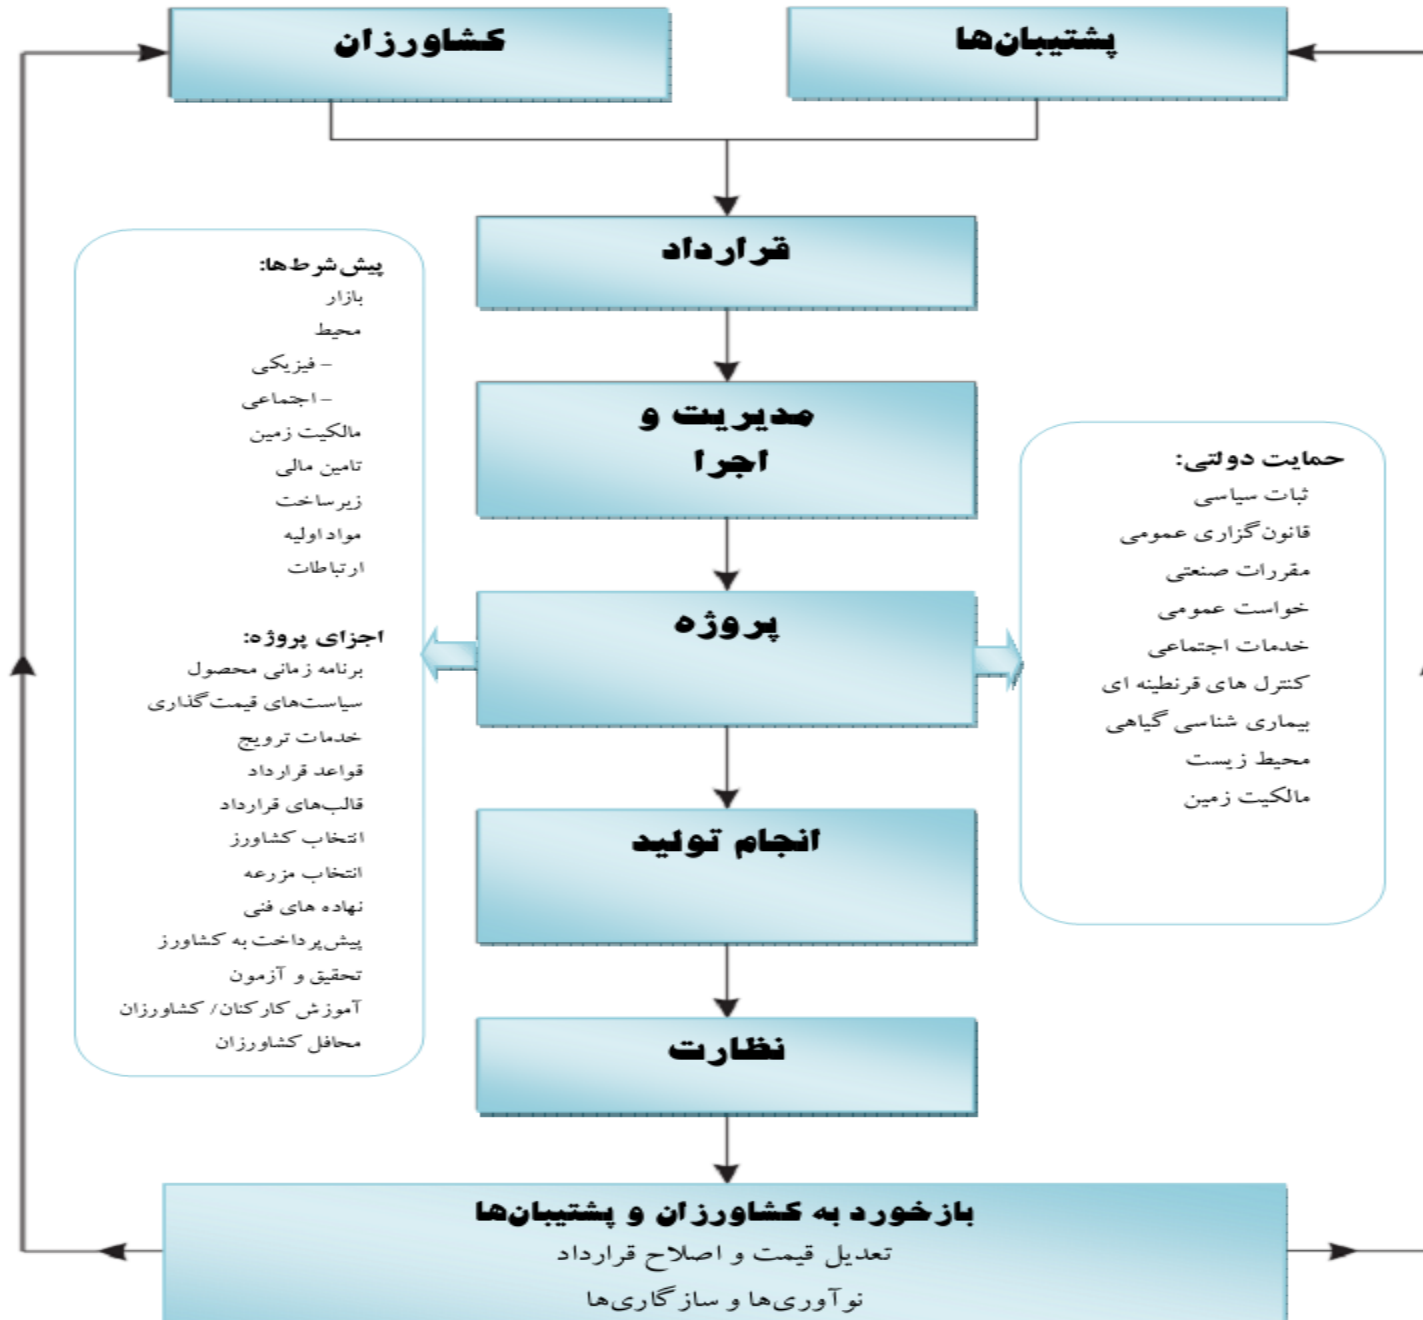 کشاورزان
پشتیبان‌ها
قرارداد
مدیریت و
اجرا
پروژه
انجام تولید
نظارت
بازخورد به کشاورزان و پشتیبان‌ها
تعدیل قیمت و اصلاح قرارداد
نوآوری‌ها و سازگاری‌ها
پیش‌شرط‌ها:
بازار
محیط
– فیزیکی
– اجتماعی
مالکیت زمین
تامین مالی
زیرساخت
مواد اولیه
ارتباطات
اجزای پروژه:
برنامه زمانی محصول
سیاست‌های قیمت‌گذاری
خدمات ترویج
قواعد قرارداد
قالب‌های قرارداد
انتخاب کشاورز
انتخاب مزرعه
نهاده های فنی
پیش‌پرداخت به کشاورز
تحقیق و آزمون
آموزش کارکنان/ کشاورزان
محافل کشاورزان
حمایت دولتی:
ثبات سیاسی
قانون‌گزاری عمومی
مقررات صنعتی
خواست عمومی
خدمات اجتماعی
کنترل های قرنطینه ای
بیماری شناسی گیاهی
محیط زیست
مالکیت زمین